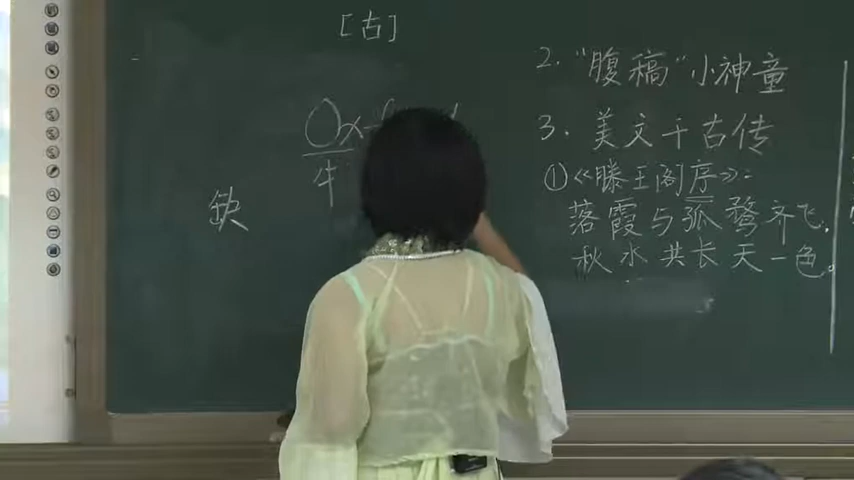 [古]
缺
牛
2. "腹稿"小神童
3. 美文千古传
①《滕王阁序》:
落霞与孤鹜齐飞,
秋水共长天一色。